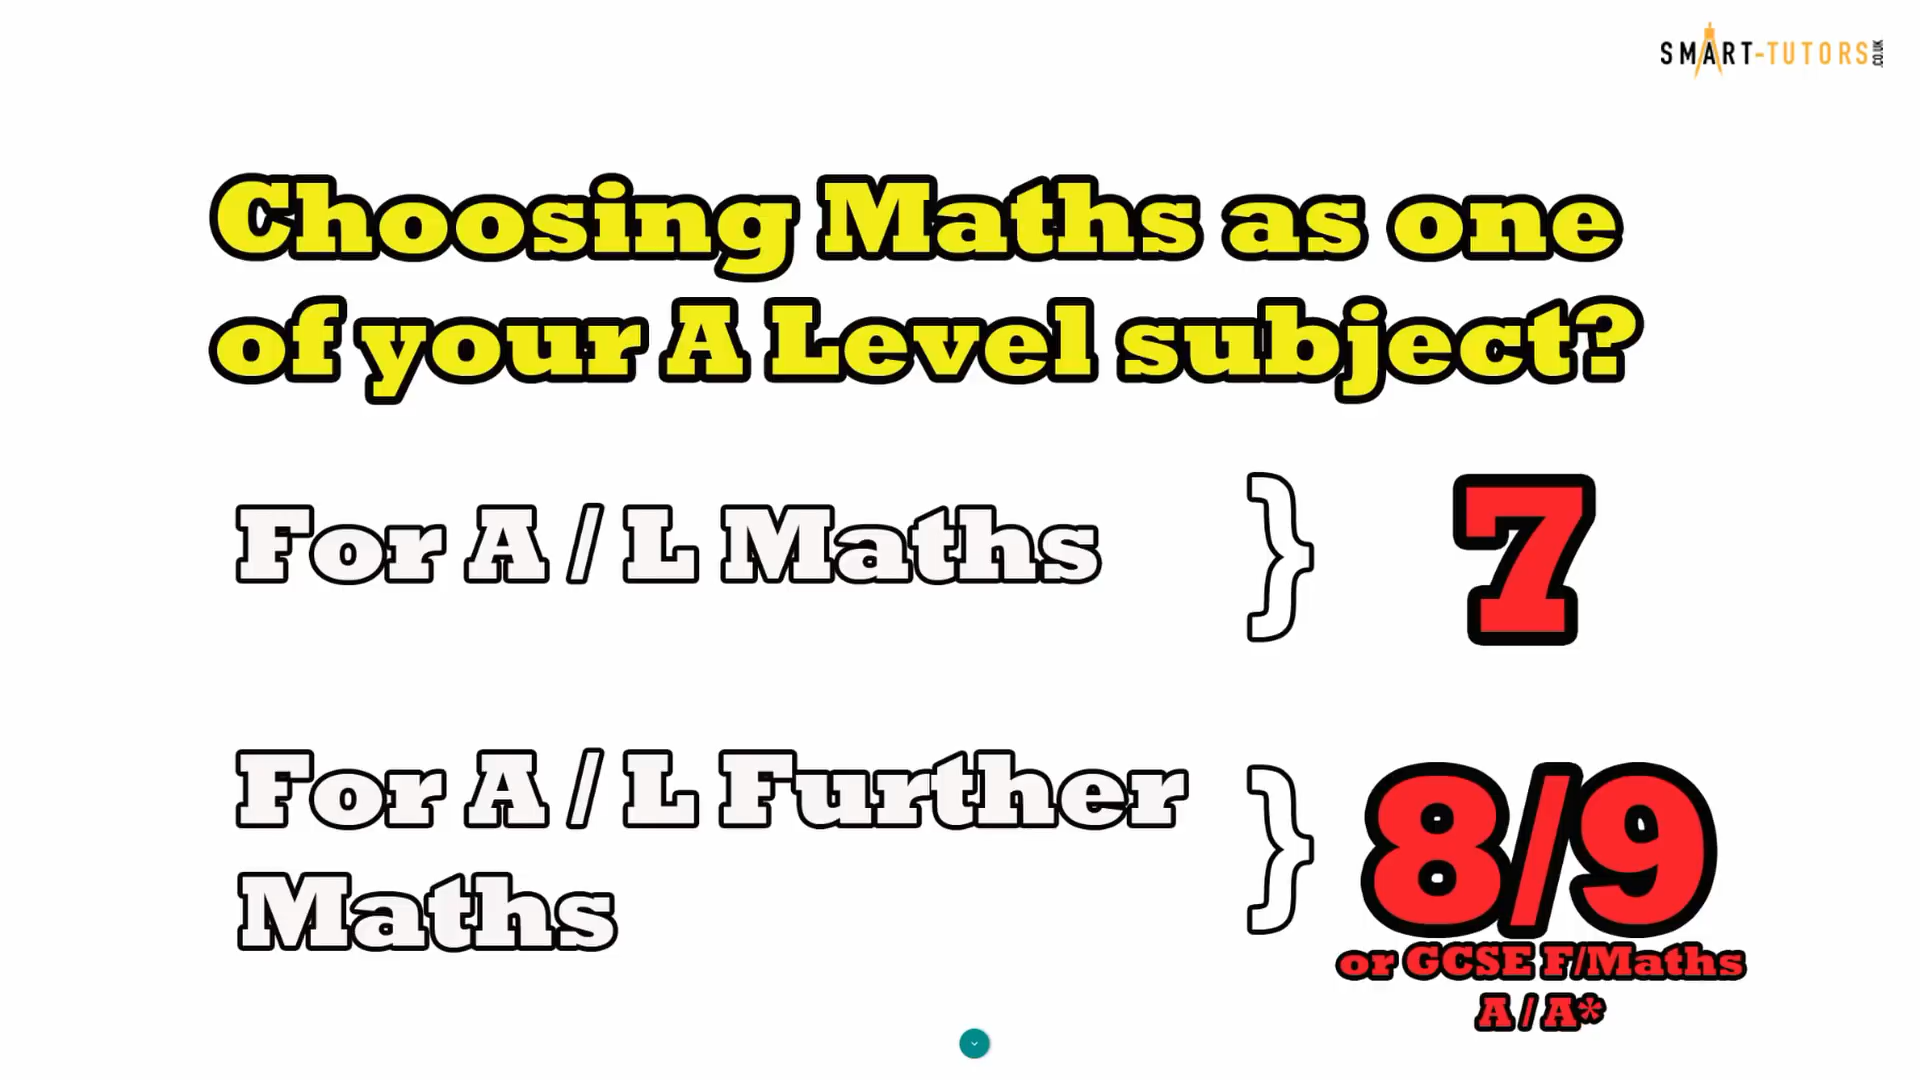 SMART-TUTORS.CO.UK
Choosing Maths as one
of your A Level subject?
For A / L Maths } 7
For A / L Further
Maths } 8/9
or GCSE F/Maths
A / A*